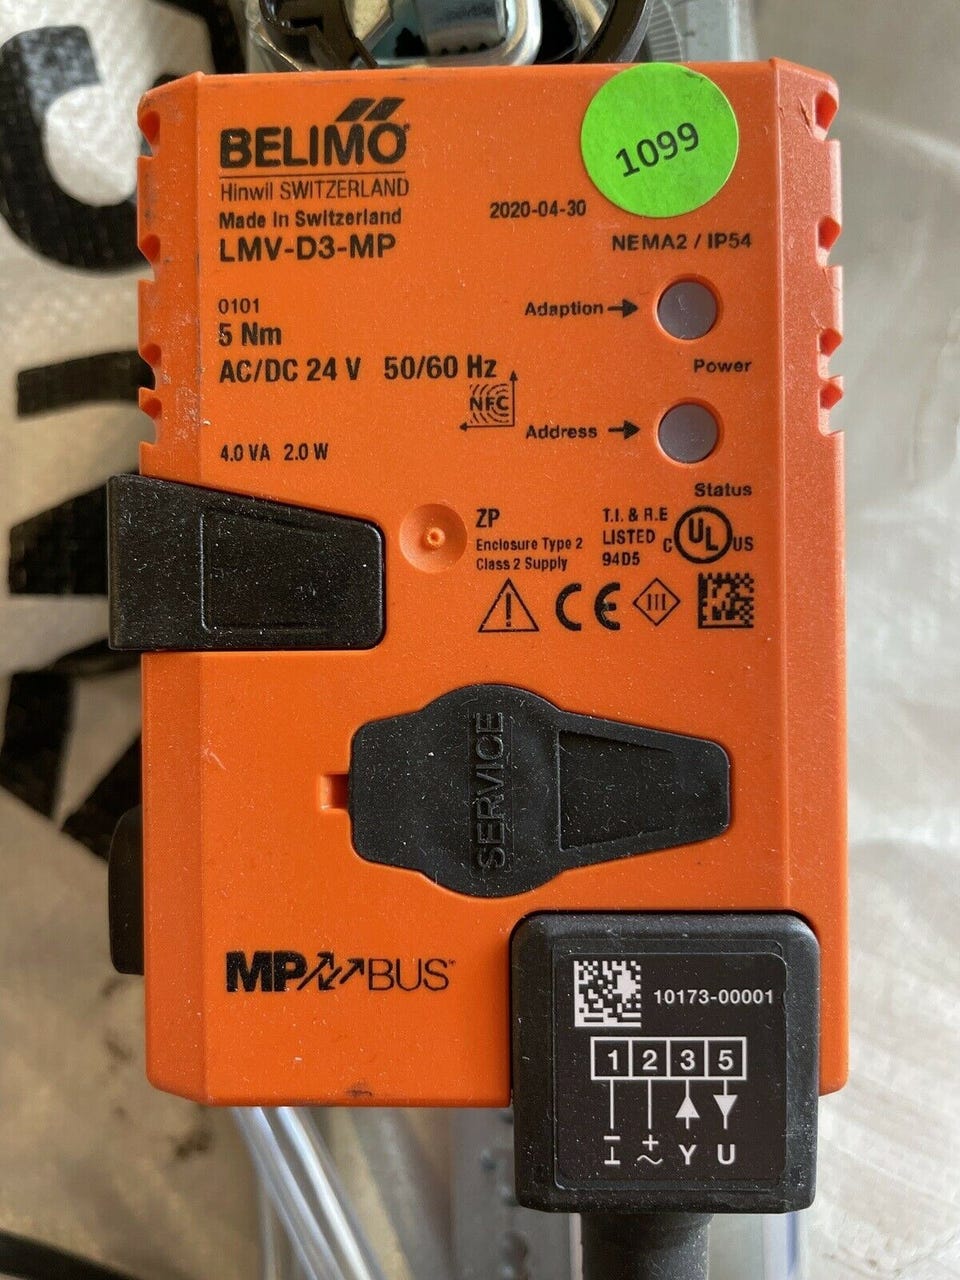 BELIMO
Hinwil SWITZERLAND
Made in Switzerland
LMV-D3-MP
1099
2020-04-30
NEMA2 / IP54
0101
5 Nm
AC/DC 24 V 50/60 Hz
4.0 VA 2.0 W
Adaption
Power
NFC
Address
Status
ZP
Enclosure Type 2
Class 2 Supply
T.I. & R.E
LISTED
94D5
C UL US
CE III
SERVICE
MP BUS™
10173-00001
1 2 3 5
⊥ + ~ Y U